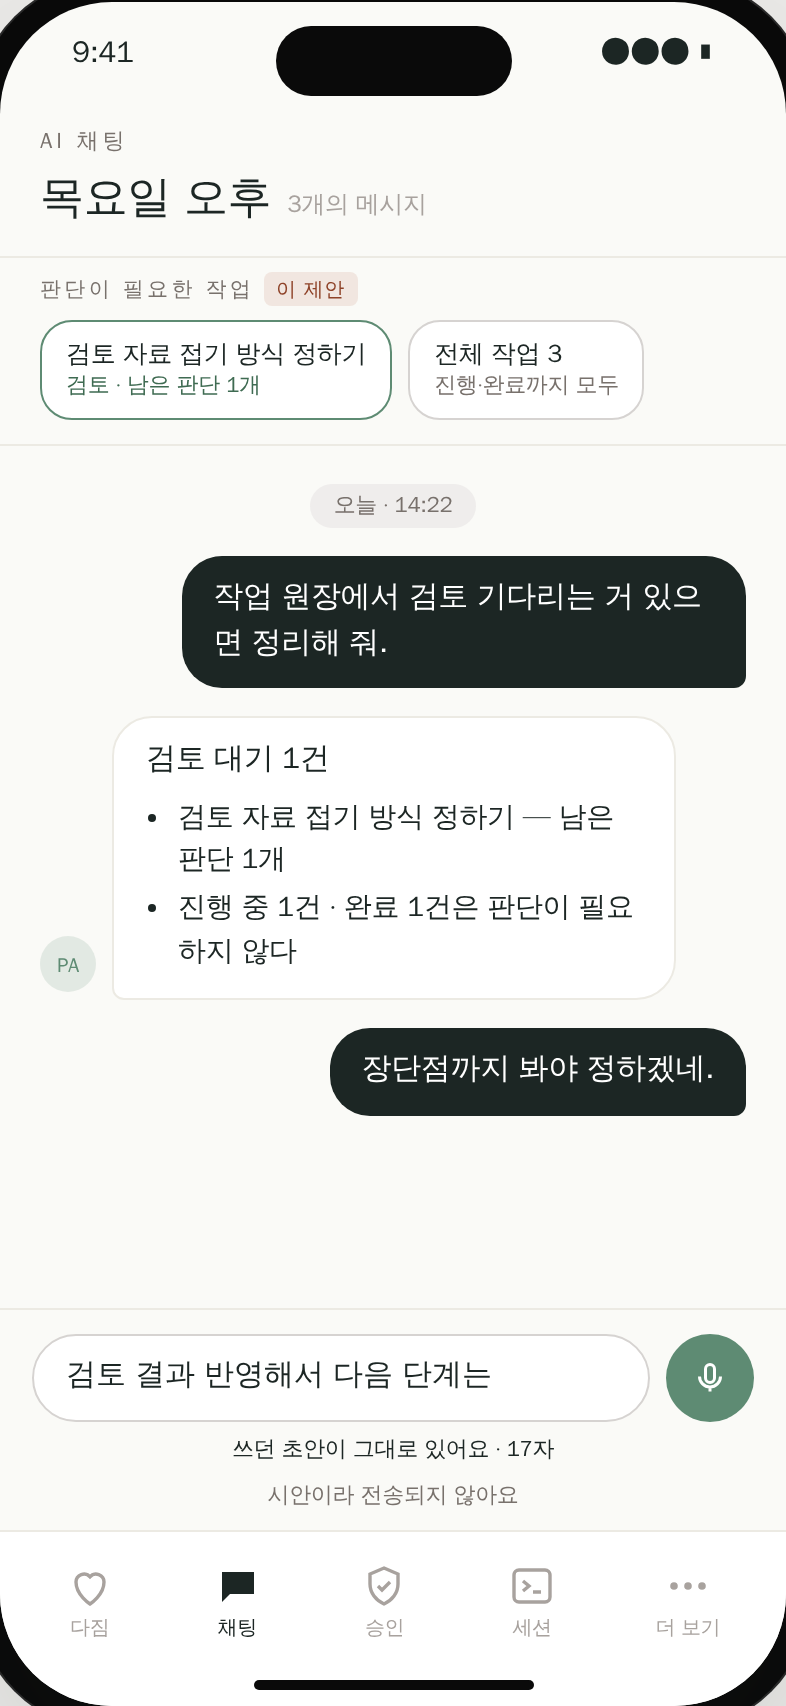 9:41
AI 채팅
목요일 오후 3개의 메시지
판단이 필요한 작업 이 제안
검토 자료 접기 방식 정하기
검토 · 남은 판단 1개
전체 작업 3
진행·완료까지 모두
오늘 · 14:22
작업 원장에서 검토 기다리는 거 있으
면 정리해 줘.
검토 대기 1건
• 검토 자료 접기 방식 정하기 — 남은
판단 1개
• 진행 중 1건 · 완료 1건은 판단이 필요
하지 않다
PA
장단점까지 봐야 정하겠네.
검토 결과 반영해서 다음 단계는
쓰던 초안이 그대로 있어요 · 17자
시안이라 전송되지 않아요
다짐 채팅 승인 세션 더 보기